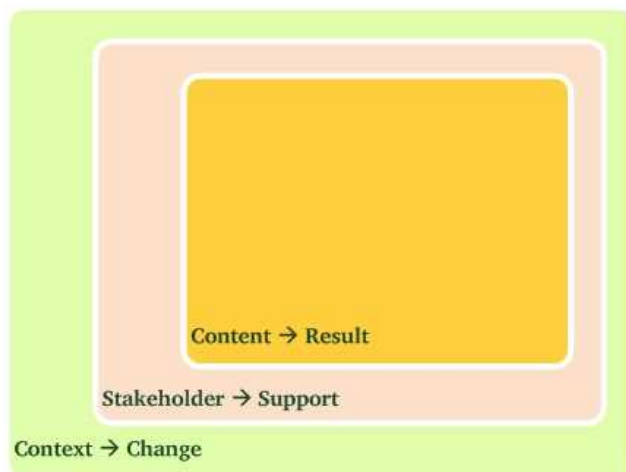 Content → Result
Stakeholder → Support
Context → Change